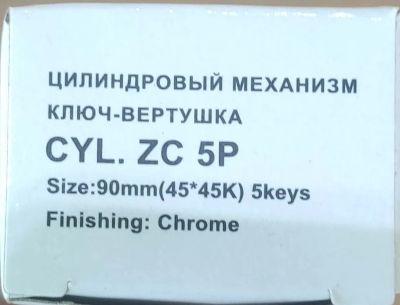 ЦИЛИНДРОВЫЙ МЕХАНИЗМ
КЛЮЧ-ВЕРТУШКА
CYL. ZC 5P
Size:90mm(45*45K) 5keys
Finishing: Chrome